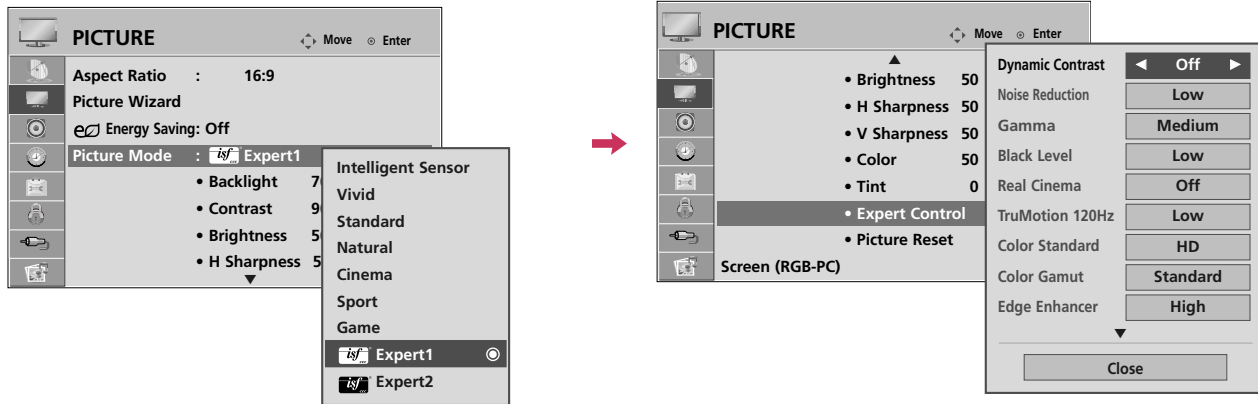 PICTURE
Move Enter
Aspect Ratio : 16:9
Picture Wizard
Energy Saving: Off
Picture Mode : isf Expert1
• Backlight 7
• Contrast 9
• Brightness 5
• H Sharpness 5
Intelligent Sensor
Vivid
Standard
Natural
Cinema
Sport
Game
isf Expert1
isf Expert2
PICTURE
Move Enter
• Brightness 50
• H Sharpness 50
• V Sharpness 50
• Color 50
• Tint 0
• Expert Control
• Picture Reset
Screen (RGB-PC)
Dynamic Contrast Off
Noise Reduction Low
Gamma Medium
Black Level Low
Real Cinema Off
TruMotion 120Hz Low
Color Standard HD
Color Gamut Standard
Edge Enhancer High
Close